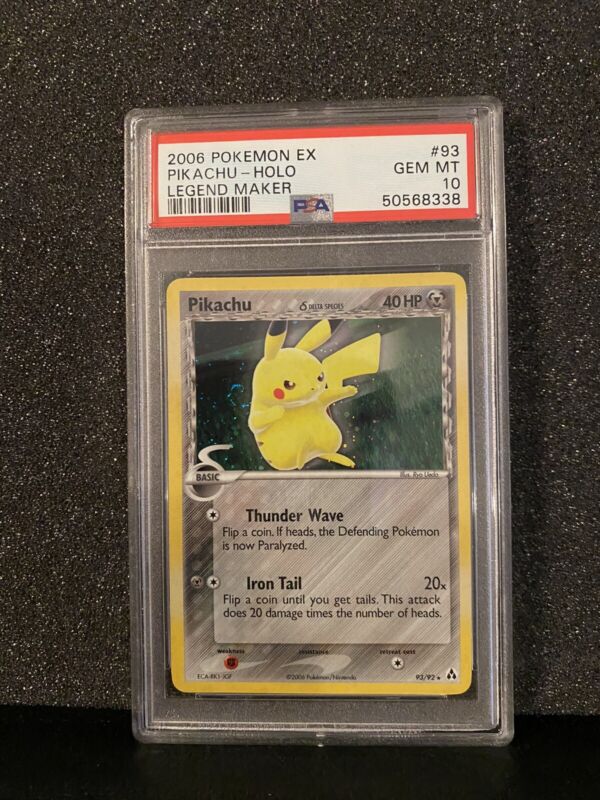 2006 POKEMON EX #93
PIKACHU - HOLO GEM MT
LEGEND MAKER 10
PSA 50568338
Pikachu δ DELTA SPECIES 40 HP
BASIC
Illus. Ryo Ueda
Thunder Wave
Flip a coin. If heads, the Defending Pokémon
is now Paralyzed.
Iron Tail 20x
Flip a coin until you get tails. This attack
does 20 damage times the number of heads.
weakness resistance retreat cost
©2006 Pokémon/Nintendo 93/92 ★